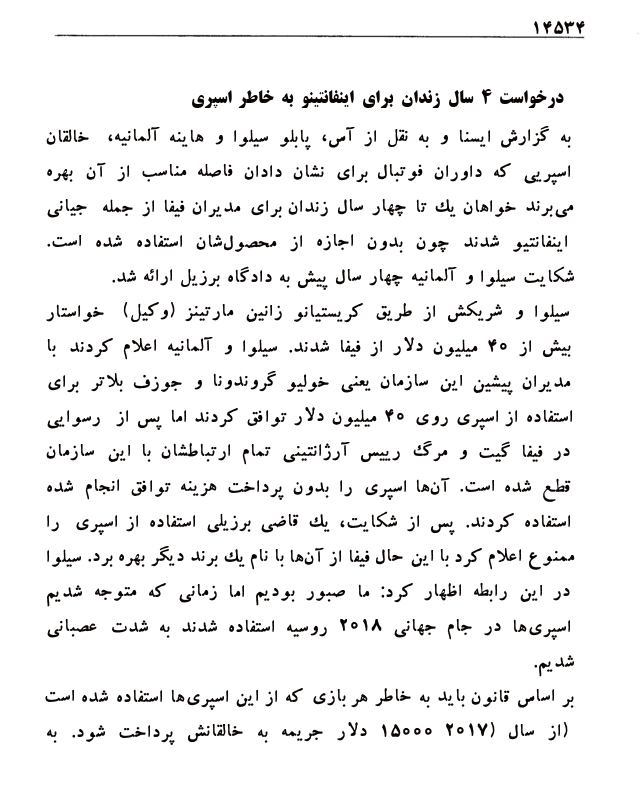 ۱۴۵۳۴
درخواست ۴ سال زندان برای اینفانتینو به خاطر اسپری
به گزارش ایسنا و به نقل از آس، پابلو سیلوا و هاینه آلمانیه، خالقان
اسپریی که داوران فوتبال برای نشان دادان فاصله مناسب از آن بهره
می‌برند خواهان یك تا چهار سال زندان برای مدیران فیفا از جمله جیانی
اینفانتیو شدند چون بدون اجازه از محصول‌شان استفاده شده است.
شکایت سیلوا و آلمانیه چهار سال پیش به دادگاه برزیل ارائه شد.
سیلوا و شریکش از طریق کریستیانو زانین مارتینز (وکیل) خواستار
بیش از ۴۰ میلیون دلار از فیفا شدند. سیلوا و آلمانیه اعلام کردند با
مدیران پیشین این سازمان یعنی خولیو گروندونا و جوزف بلاتر برای
استفاده از اسپری روی ۴۰ میلیون دلار توافق کردند اما پس از رسوایی
در فیفا گیت و مرگ رییس آرژانتینی تمام ارتباطشان با این سازمان
قطع شده است. آن‌ها اسپری را بدون پرداخت هزینه توافق انجام شده
استفاده کردند. پس از شکایت، یك قاضی برزیلی استفاده از اسپری را
ممنوع اعلام کرد با این حال فیفا از آن‌ها با نام یك برند دیگر بهره برد. سیلوا
در این رابطه اظهار کرد: ما صبور بودیم اما زمانی که متوجه شدیم
اسپری‌ها در جام جهانی ۲۰۱۸ روسیه استفاده شدند به شدت عصبانی
شدیم.
بر اساس قانون باید به خاطر هر بازی که از این اسپری‌ها استفاده شده است
(از سال ۲۰۱۷) ۱۵۰۰۰ دلار جریمه به خالقانش پرداخت شود. به